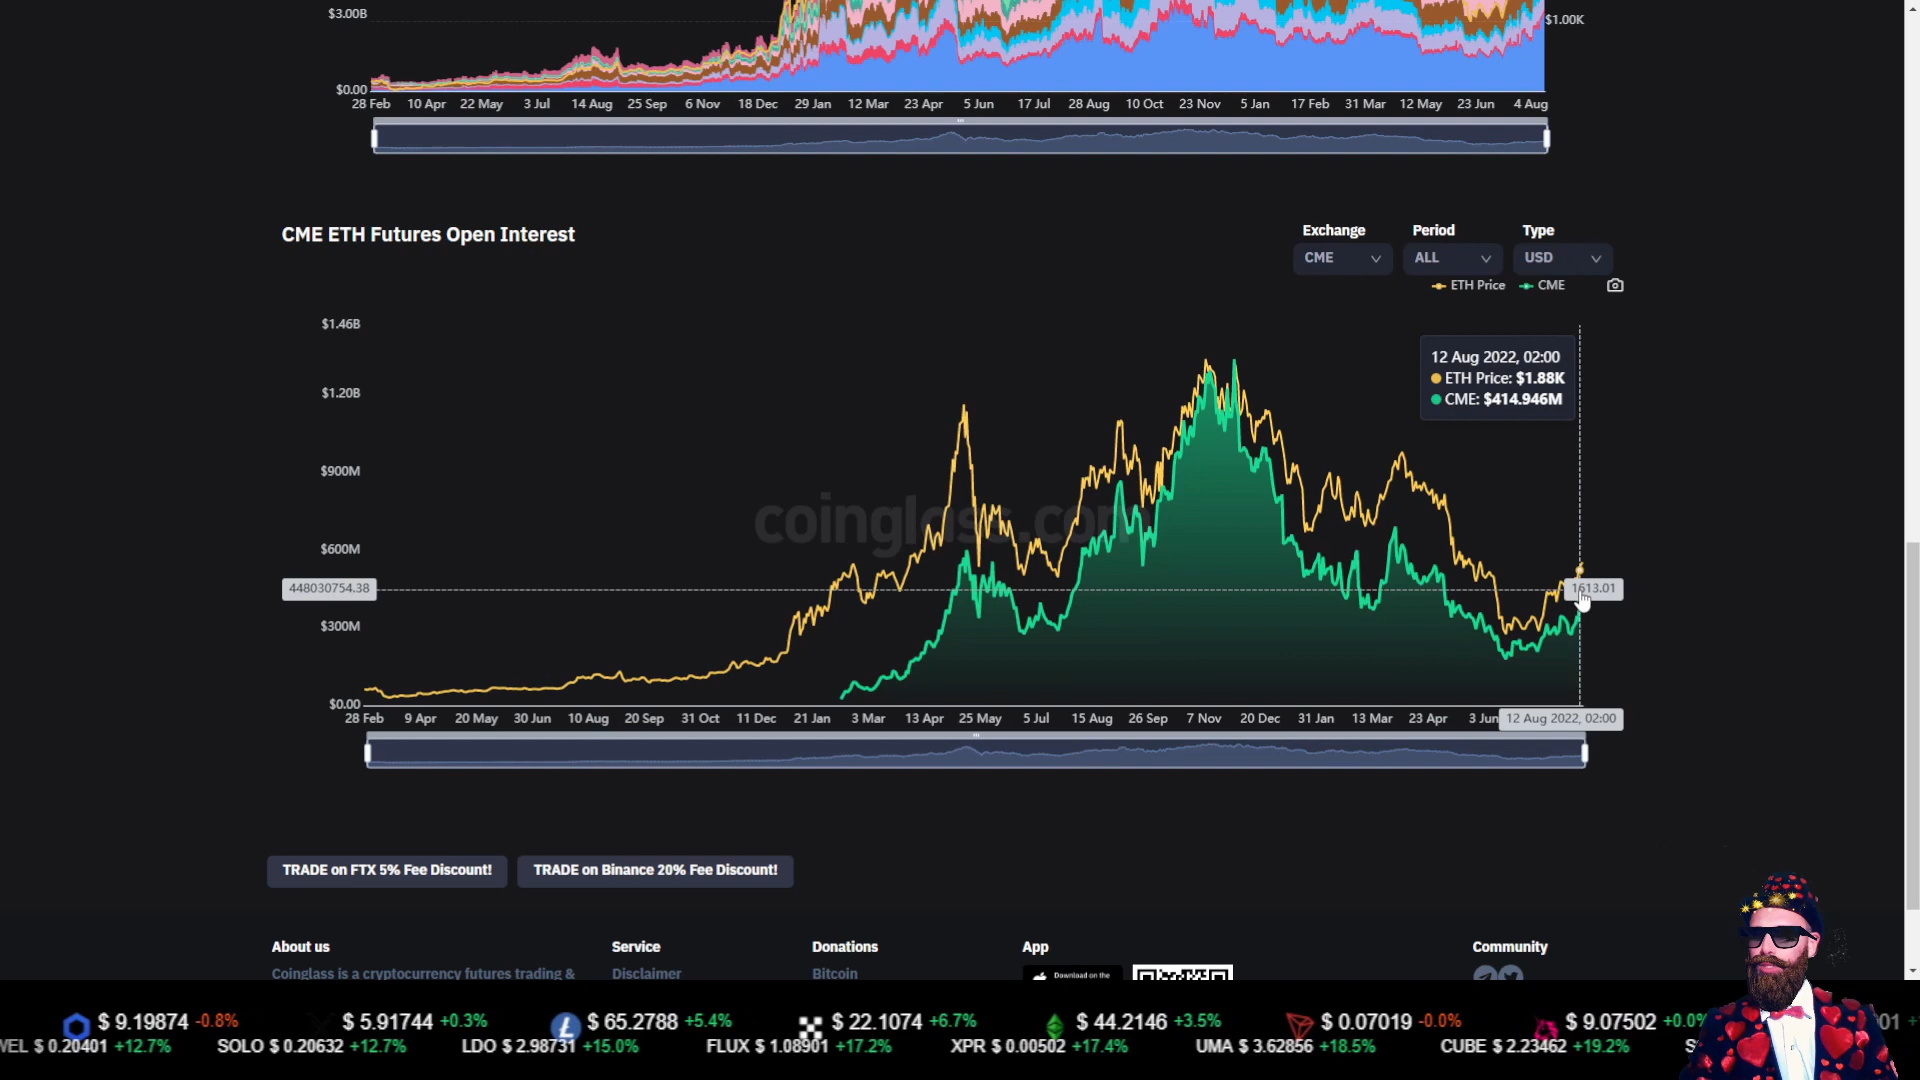 $3.00B
$1.00K
$0.00
28 Feb 10 Apr 22 May 3 Jul 14 Aug 25 Sep 6 Nov 18 Dec 29 Jan 12 Mar 23 Apr 5 Jun 17 Jul 28 Aug 10 Oct 23 Nov 5 Jan 17 Feb 31 Mar 12 May 23 Jun 4 Aug
CME ETH Futures Open Interest
Exchange Period Type
CME ALL USD
ETH Price CME
$1.46B
12 Aug 2022, 02:00
ETH Price: $1.88K
CME: $414.946M
$1.20B
$900M
coinglass.com
$600M
448030754.38
1613.01
$300M
$0.00
28 Feb 9 Apr 20 May 30 Jun 10 Aug 20 Sep 31 Oct 11 Dec 21 Jan 3 Mar 13 Apr 25 May 5 Jul 15 Aug 26 Sep 7 Nov 20 Dec 31 Jan 13 Mar 23 Apr 3 Jun 12 Aug 2022, 02:00
TRADE on FTX 5% Fee Discount! TRADE on Binance 20% Fee Discount!
About us Service Donations App Community
Coinglass is a cryptocurrency futures trading & Disclaimer Bitcoin Download on the
$ 9.19874 -0.8% $ 5.91744 +0.3% $ 65.2788 +5.4% $ 22.1074 +6.7% $ 44.2146 +3.5% $ 0.07019 -0.0% $ 9.07502 +0.0%
VEL $ 0.20401 +12.7% SOLO $ 0.20632 +12.7% LDO $ 2.98731 +15.0% FLUX $ 1.08901 +17.2% XPR $ 0.00502 +17.4% UMA $ 3.62856 +18.5% CUBE $ 2.23462 +19.2%